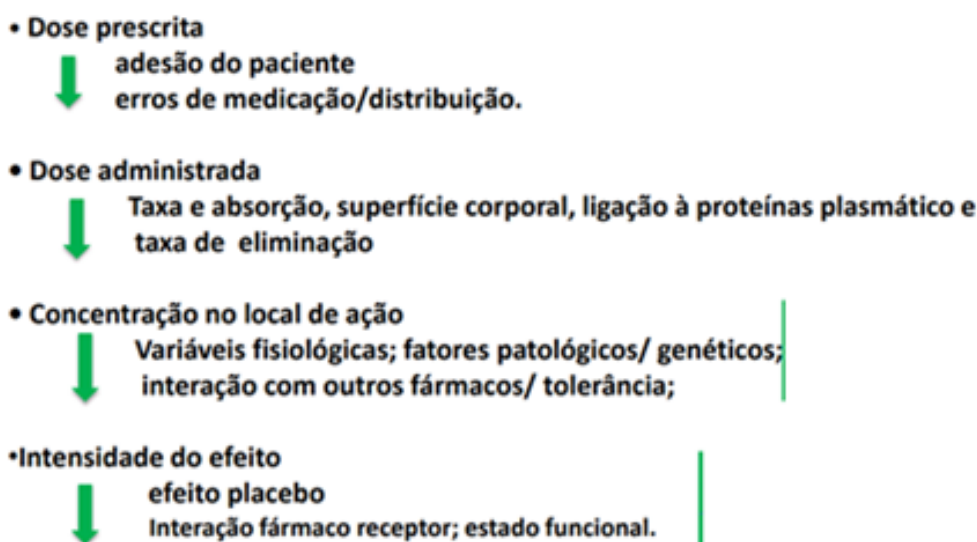 • Dose prescrita
adesão do paciente
erros de medicação/distribuição.
• Dose administrada
Taxa e absorção, superfície corporal, ligação à proteínas plasmático e
taxa de eliminação
• Concentração no local de ação
Variáveis fisiológicas; fatores patológicos/ genéticos;
interação com outros fármacos/ tolerância;
•Intensidade do efeito
efeito placebo
Interação fármaco receptor; estado funcional.